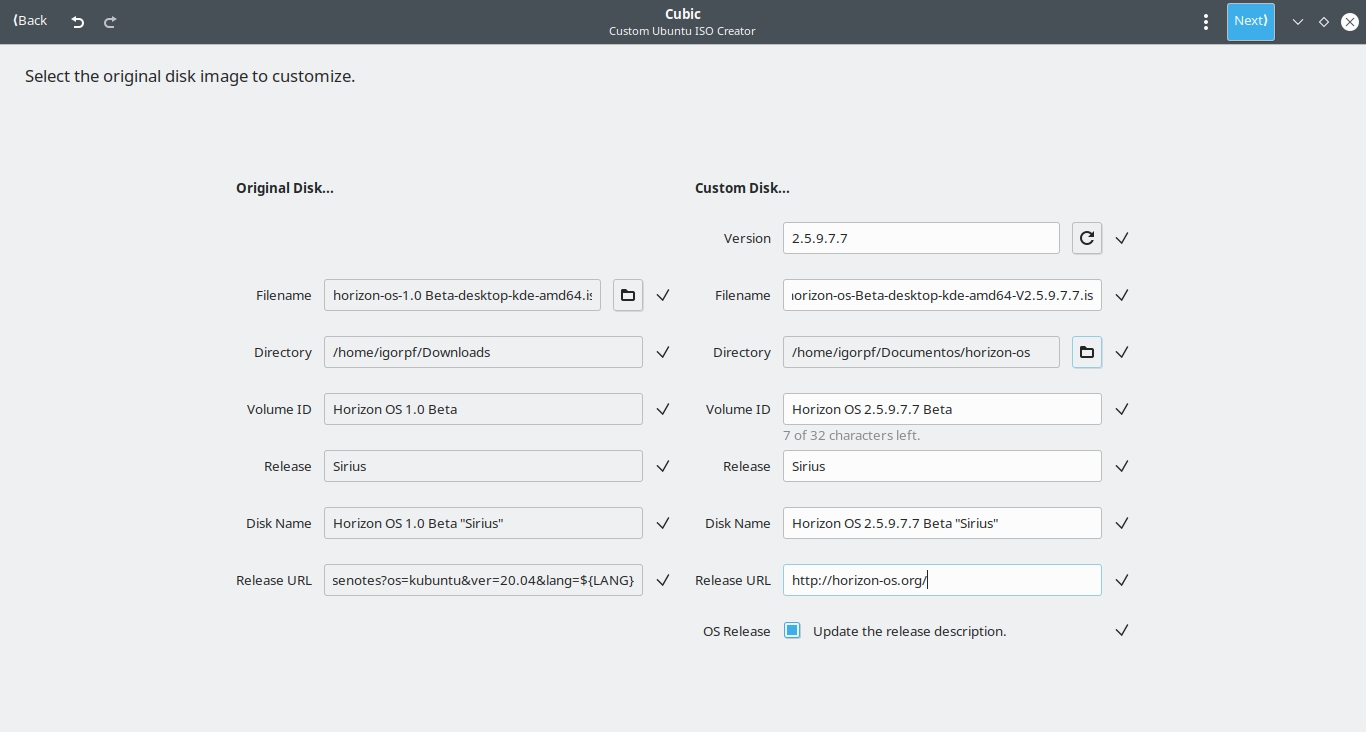 ⟨Back
Cubic
Custom Ubuntu ISO Creator
Next⟩
Select the original disk image to customize.
Original Disk...
Custom Disk...
Version 2.5.9.7.7
Filename horizon-os-1.0 Beta-desktop-kde-amd64.is
Filename horizon-os-Beta-desktop-kde-amd64-V2.5.9.7.7.is
Directory /home/igorpf/Downloads
Directory /home/igorpf/Documentos/horizon-os
Volume ID Horizon OS 1.0 Beta
Volume ID Horizon OS 2.5.9.7.7 Beta
7 of 32 characters left.
Release Sirius
Release Sirius
Disk Name Horizon OS 1.0 Beta "Sirius"
Disk Name Horizon OS 2.5.9.7.7 Beta "Sirius"
Release URL senotes?os=kubuntu&ver=20.04&lang=${LANG}
Release URL http://horizon-os.org/
OS Release Update the release description.